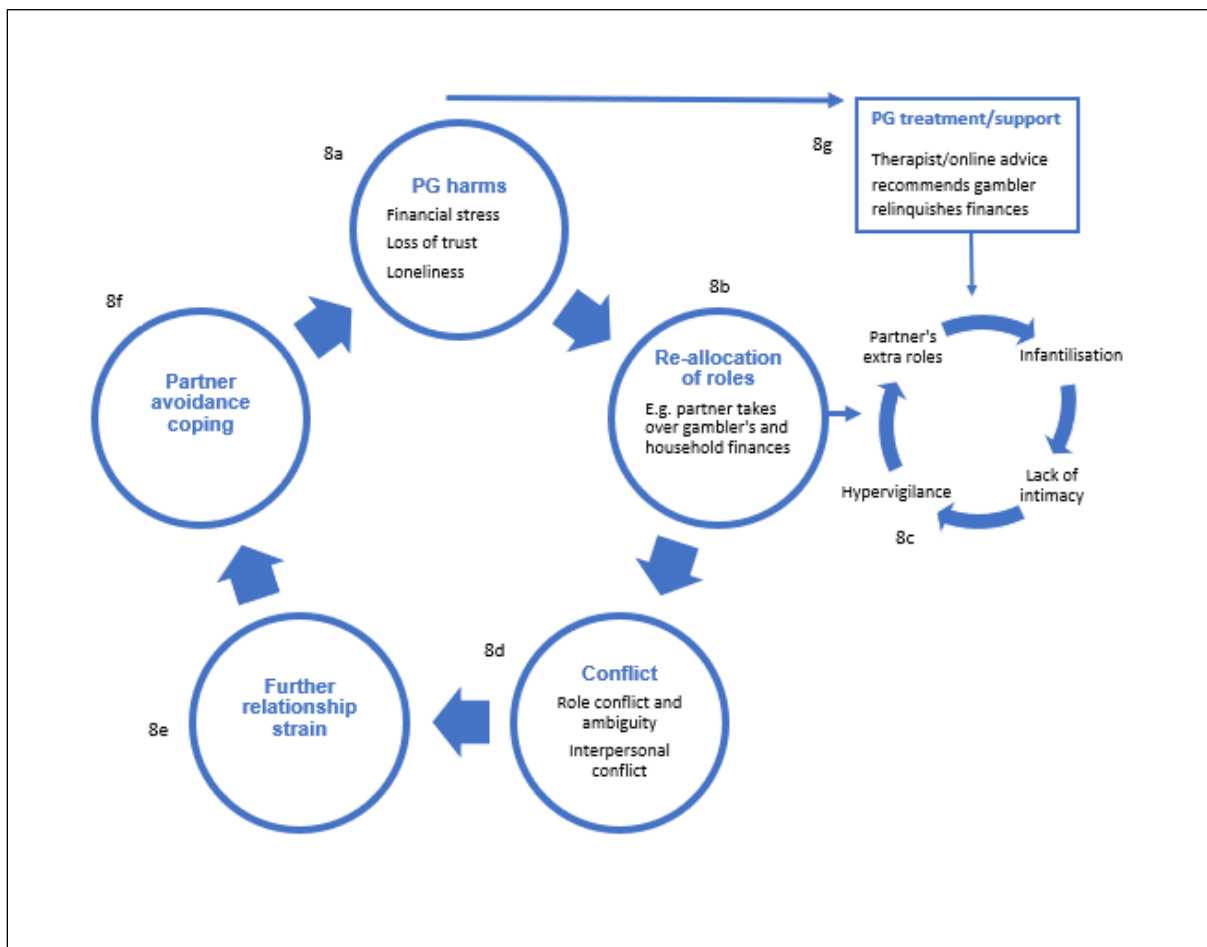 8a
PG harms
Financial stress
Loss of trust
Loneliness
8g
PG treatment/support
Therapist/online advice
recommends gambler
relinquishes finances
8b
Re-allocation
of roles
E.g. partner takes
over gambler's and
household finances
Partner's
extra roles
Infantilisation
Lack of
intimacy
Hypervigilance
8c
8d
Conflict
Role conflict and
ambiguity
Interpersonal
conflict
8e
Further
relationship
strain
8f
Partner
avoidance
coping